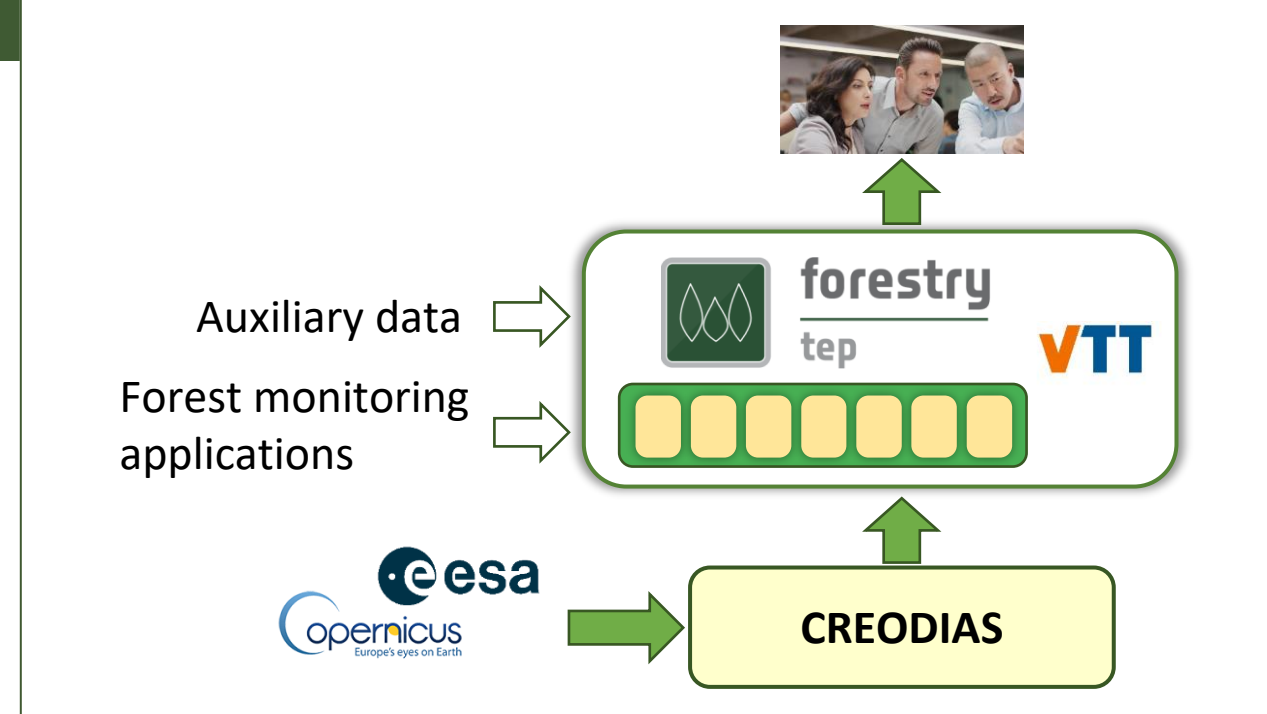 forestry
tep
VTT
Auxiliary data
Forest monitoring
applications
esa
opernicus
Europe's eyes on Earth
CREODIAS